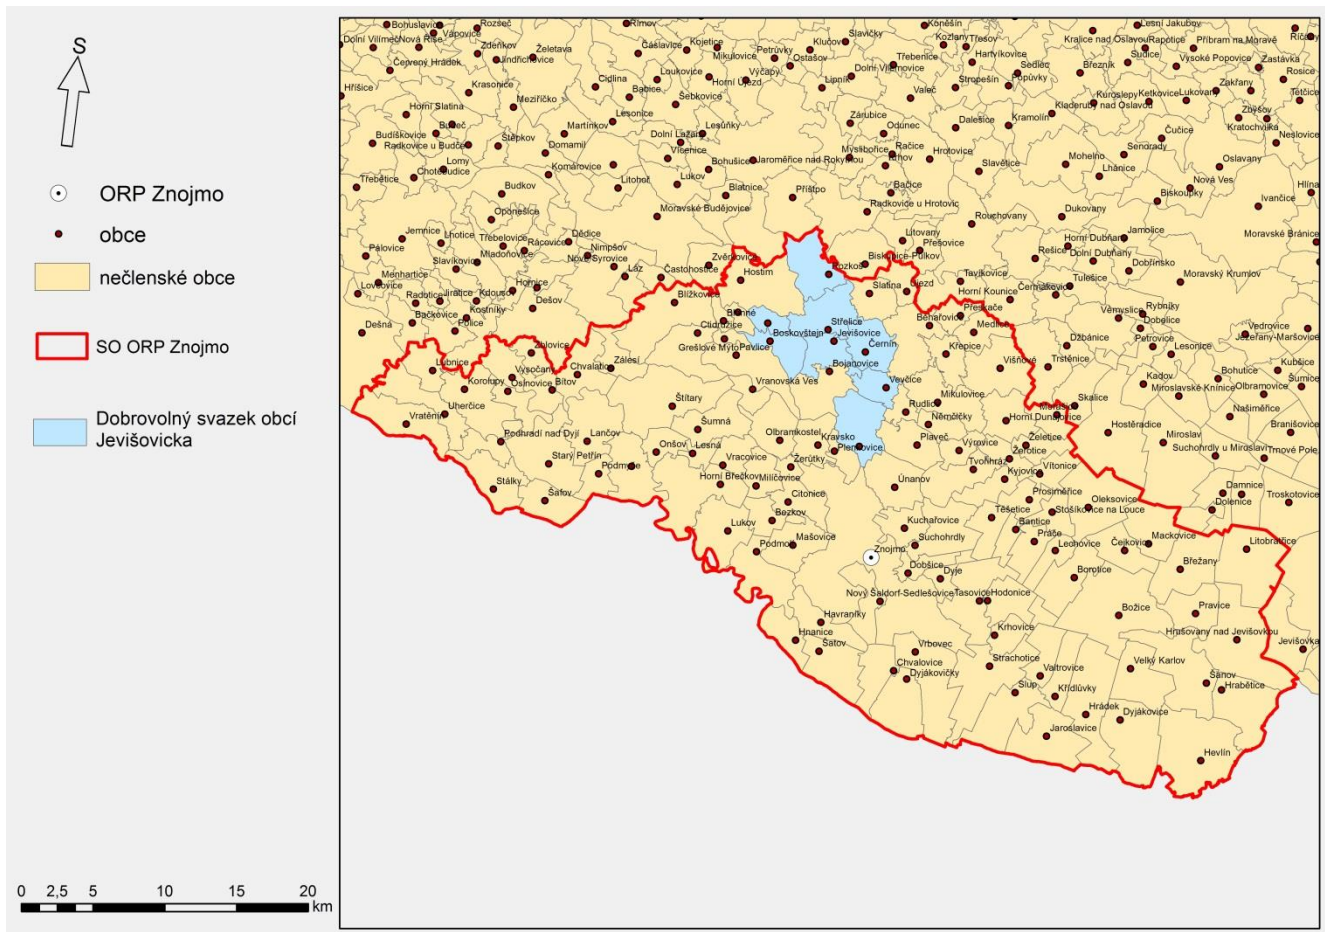 S
ORP Znojmo
obce
nečlenské obce
SO ORP Znojmo
Dobrovolný svazek obcí
Jevišovicka
0 2,5 5 10 15 20
km
Bohuslavice
Vápovice
Rozseč
Římov
Slavičky
Koněšín
Lesní Jakubov
Říčany
Dolní Vilímeč
Nová Říše
Zdeňkov
Jindřichovice
Želetava
Čáslavice
Kojetice
Mikulovice
Petrůvky
Ostašov
Klučov
Kozlany
Třesov
Kralice nad Oslavou
Rapotice
Příbram na Moravě
Červený Hrádek
Cidlina
Loukovice
Horní Újezd
Výčapy
Lipník
Dolní Vilémovice
Třebenice
Hartvíkovice
Sudice
Vysoké Popovice
Zastávka
Hříšice
Krasonice
Babice
Šebkovice
Valeč
Stropešín
Sedlec
Popůvky
Březník
Kuroslepy
Ketkovice
Lukovany
Zakřany
Rosice
Tetčice
Horní Slatina
Meziříčko
Lesonice
Zárubice
Dalešice
Kramolín
Kladeruby nad Oslavou
Zbýšov
Kratochvilka
Budíškovice
Radkovice u Budče
Štěpkov
Martínkov
Dolní Lažany
Lesůňky
Odunec
Čučice
Neslovice
Lomy
Domamil
Vícenice
Bohušice
Jaroměřice nad Rokytnou
Myslibořice
Račice
Hrotovice
Slavětice
Mohelno
Senorady
Oslavany
Třebětice
Chotěbudice
Komárovice
Litohoř
Lukov
Blatnice
Příštpo
Bačice
Lhánice
Biskoupky
Nová Ves
Hlína
Budkov
Moravské Budějovice
Radkovice u Hrotovic
Rouchovany
Dukovany
Ivančice
Oponešice
Jemnice
Lhotice
Třebelovice
Rácovice
Dědice
Nimpšov
Litovany
Přešovice
Horní Dubňany
Jamolice
Moravské Bránice
Pálovice
Slavíkovice
Mladoňovice
Nové Syrovice
Zvěrkovice
Biskupice-Pulkov
Rešice
Dolní Dubňany
Dobřínsko
Menhartice
Láz
Častohostice
Hostim
Rozkoš
Tavíkovice
Tulešice
Moravský Krumlov
Lovčovice
Radotice
Jiratice
Kdousov
Hornice
Dešov
Blížkovice
Slatina
Újezd
Horní Kounice
Čermákovice
Bačkovice
Kostníky
Běhařovice
Přeskače
Vémyslice
Rybníky
Dobelice
Dešná
Police
Ctidružice
Střelice
Jevišovice
Medlice
Džbánice
Petrovice
Vedrovice
Jezeřany-Maršovice
Zblovice
Grešlové Mýto
Pavlice
Boskovštejn
Černín
Křepice
Lesonice
Lubnice
Vysočany
Chvalatice
Zálesí
Bojanovice
Višňové
Trstěnice
Kadov
Bohutice
Kubšice
Korolupy
Oslnovice
Bítov
Vranovská Ves
Vevčice
Miroslavské Knínice
Olbramovice
Šumice
Uherčice
Štítary
Rudlice
Mikulovice
Skalice
Našiměřice
Vratěnín
Šumná
Němčičky
Horní Dunajovice
Hostěradice
Branišovice
Podhradí nad Dyjí
Lančov
Onšov
Lesná
Olbramkostel
Kravsko
Plenkovice
Plaveč
Výrovice
Želetice
Žerotice
Miroslav
Suchohrdly u Miroslavi
Trnové Pole
Starý Petřín
Podmyče
Vracovice
Žerůtky
Tvořihráz
Kyjovice
Vítonice
Stálky
Šafov
Horní Břečkov
Milíčovice
Únanov
Prosiměřice
Oleksovice
Damnice
Dolenice
Troskotovice
Citonice
Bezkov
Těšetice
Stošíkovice na Louce
Lukov
Kuchařovice
Bantice
Práče
Podmolí
Mašovice
Suchohrdly
Lechovice
Čejkovice
Mackovice
Litobratřice
Znojmo
Dobšice
Dyje
Borotice
Břežany
Nový Šaldorf-Sedlešovice
Tasovice
Hodonice
Božice
Pravice
Havraníky
Krhovice
Hrušovany nad Jevišovkou
Hnanice
Šatov
Vrbovec
Jevišovka
Chvalovice
Dyjákovičky
Strachotice
Valtrovice
Velký Karlov
Slup
Křídlůvky
Šanov
Hrabětice
Hrádek
Dyjákovice
Jaroslavice
Hevlín